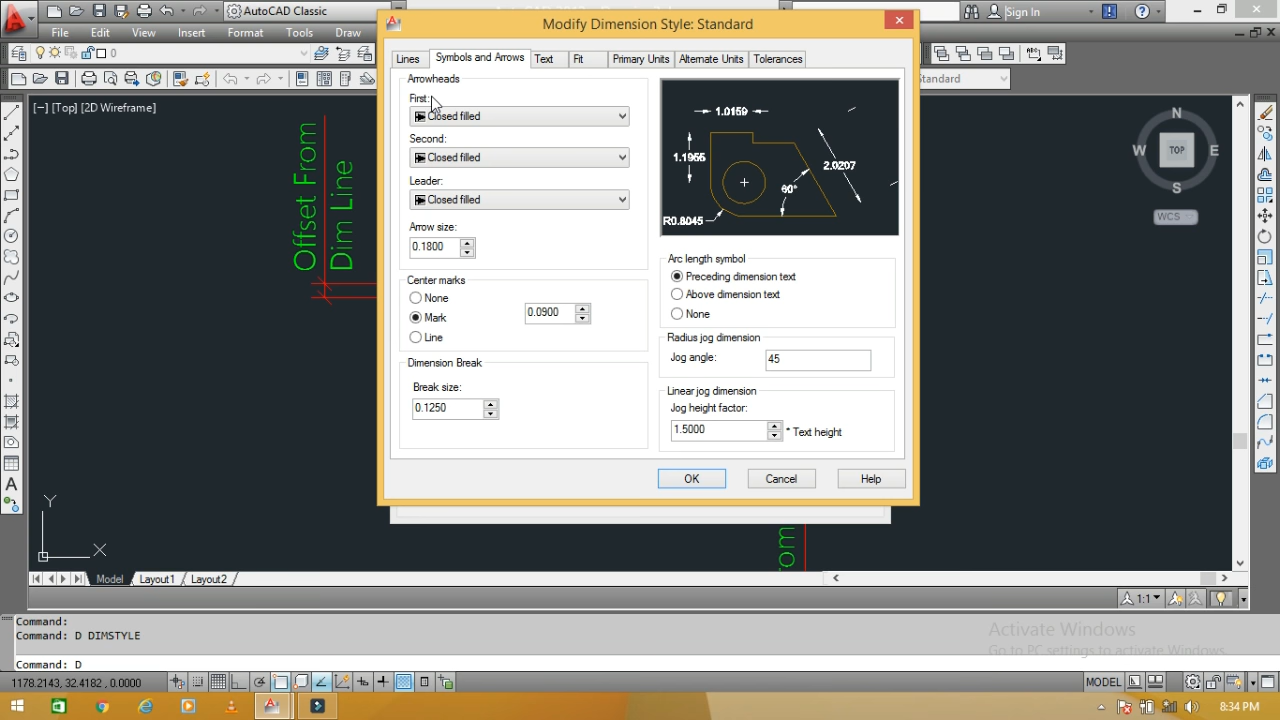 AutoCAD Classic
Sign In
Modify Dimension Style: Standard
File
Edit
View
Insert
Format
Tools
Draw
0
Standard
Lines
Symbols and Arrows
Text
Fit
Primary Units
Alternate Units
Tolerances
Arrowheads
First:
Closed filled
Second:
Closed filled
Leader:
Closed filled
Arrow size:
0.1800
Center marks
None
Mark
0.0900
Line
Dimension Break
Break size:
0.1250
1.0159
1.1955
2.0207
60°
R0.8045
Arc length symbol
Preceding dimension text
Above dimension text
None
Radius jog dimension
Jog angle:
45
Linear jog dimension
Jog height factor:
1.5000
* Text height
OK
Cancel
Help
[−] [Top] [2D Wireframe]
Offset From
Dim Line
N
W
TOP
E
S
WCS
Y
X
Model
Layout1
Layout2
1:1
Command:
Command: D DIMSTYLE
Command: D
Activate Windows
Go to PC settings to activate Windows.
1178.2143, 32.4182 , 0.0000
MODEL
8:34 PM